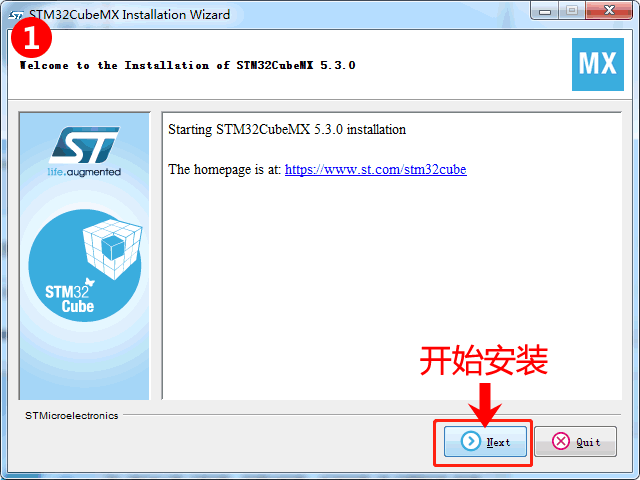 STM32CubeMX Installation Wizard
1
Welcome to the Installation of STM32CubeMX 5.3.0
MX
Starting STM32CubeMX 5.3.0 installation
The homepage is at: https://www.st.com/stm32cube
ST
life.augmented
STM32
Cube
开始安装
STMicroelectronics
Next
Quit